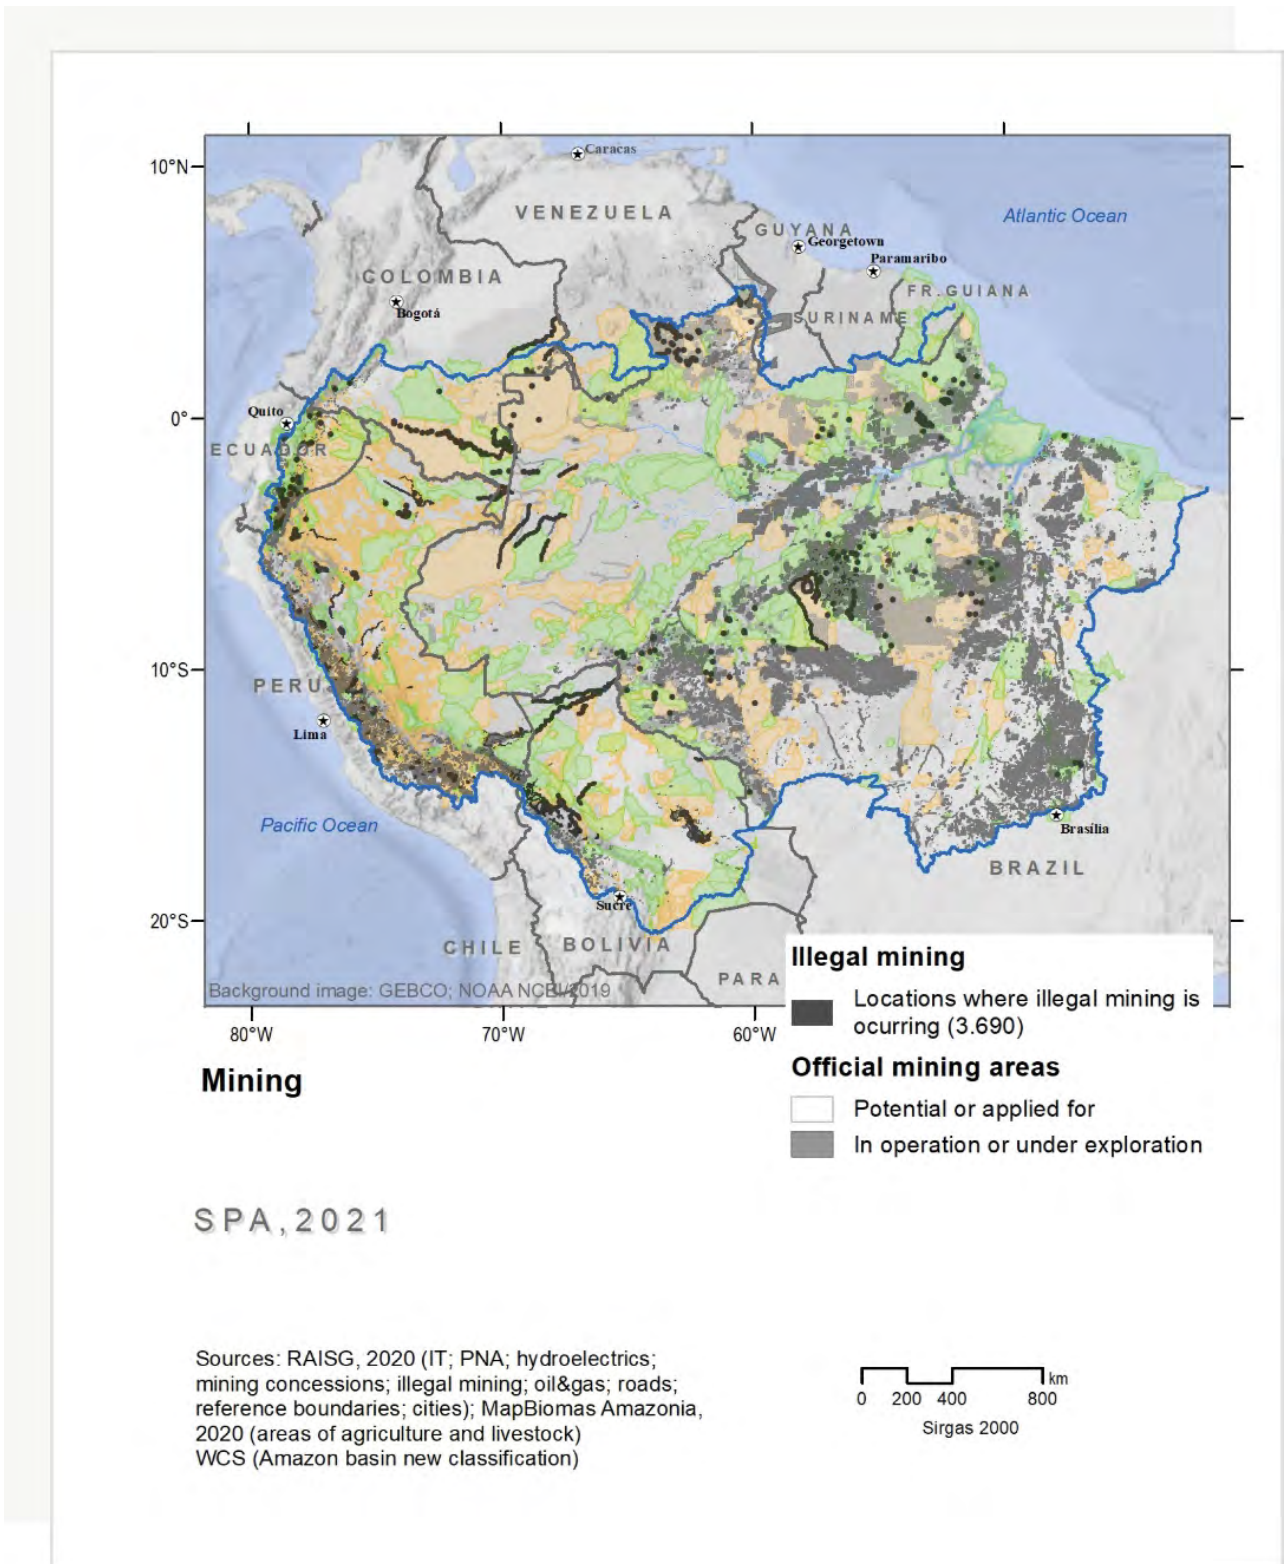 10°N
Caracas
VENEZUELA
Atlantic Ocean
GUYANA
Georgetown
Paramaribo
COLOMBIA
FR.GUIANA
Bogotá
SURINAME
Quito
0°
ECUADOR
10°S
PERU
Lima
Pacific Ocean
Brasília
BRAZIL
Sucre
20°S
CHILE
BOLIVIA
PARA
Background image: GEBCO; NOAA NCEI/2019
80°W
70°W
60°W
Illegal mining
Locations where illegal mining is
ocurring (3.690)
Official mining areas
Potential or applied for
In operation or under exploration
Mining
SPA,2021
Sources: RAISG, 2020 (IT; PNA; hydroelectrics;
mining concessions; illegal mining; oil&gas; roads;
reference boundaries; cities); MapBiomas Amazonia,
2020 (areas of agriculture and livestock)
WCS (Amazon basin new classification)
km
0 200 400 800
Sirgas 2000